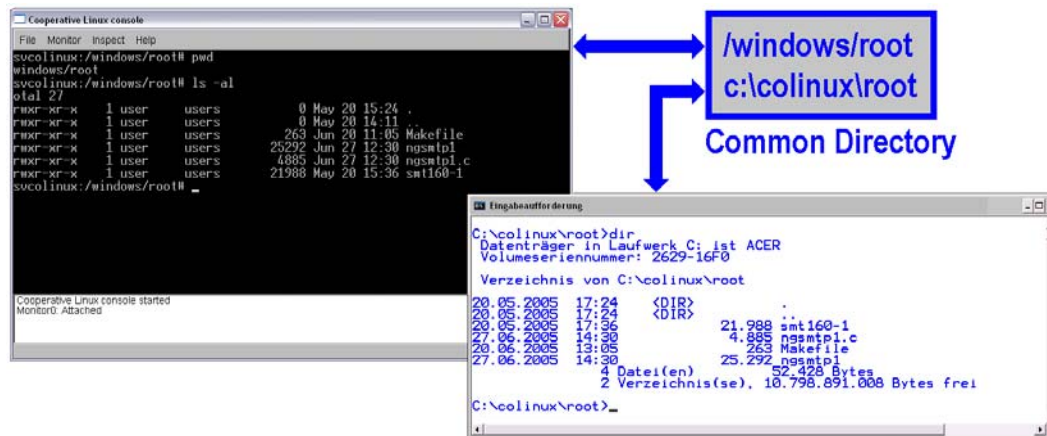 Cooperative Linux console
File Monitor Inspect Help
svcolinux:/windows/root# pwd
windows/root
svcolinux:/windows/root# ls -al
otal 27
rwxr-xr-x 1 user users 0 May 20 15:24 .
rwxr-xr-x 1 user users 0 May 20 14:11 ..
rwxr-xr-x 1 user users 263 Jun 20 11:05 Makefile
rwxr-xr-x 1 user users 25292 Jun 27 12:30 ngsmtp1
rwxr-xr-x 1 user users 4885 Jun 27 12:30 ngsmtp1.c
rwxr-xr-x 1 user users 21988 May 20 15:36 smt160-1
svcolinux:/windows/root# _
Cooperative Linux console started
Monitor0: Attached
/windows/root
c:\colinux\root
Common Directory
Eingabeaufforderung
C:\colinux\root>dir
Datenträger in Laufwerk C: ist ACER
Volumeseriennummer: 2629-16F0
Verzeichnis von C:\colinux\root
20.05.2005 17:24 <DIR> .
20.05.2005 17:24 <DIR> ..
20.05.2005 17:36 21.988 smt160-1
27.06.2005 14:30 4.885 ngsmtp1.c
20.06.2005 13:05 263 Makefile
27.06.2005 14:30 25.292 ngsmtp1
4 Datei(en) 52.428 Bytes
2 Verzeichnis(se), 10.798.891.008 Bytes frei
C:\colinux\root>_